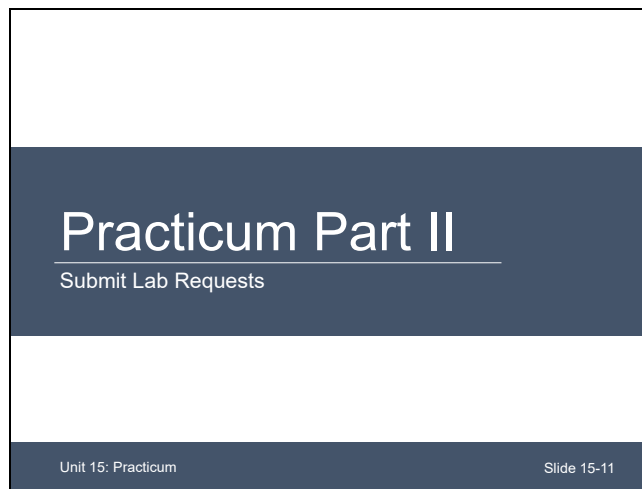 Practicum Part II
Submit Lab Requests
Unit 15: Practicum
Slide 15-11